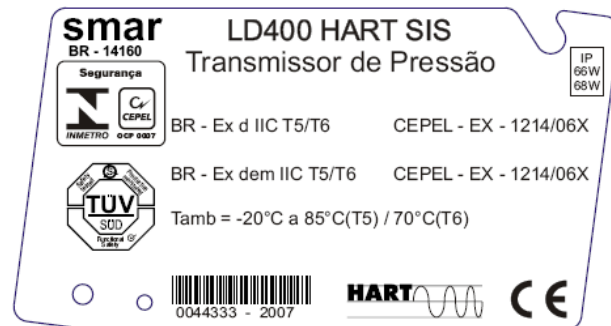 smar
BR - 14160
LD400 HART SIS
Transmissor de Pressão
IP
66W
68W
Segurança
CEPEL
INMETRO OCP 0007
BR - Ex d IIC T5/T6 CEPEL - EX - 1214/06X
BR - Ex dem IIC T5/T6 CEPEL - EX - 1214/06X
TÜV
SÜD
Functional
Safety
Tamb = -20°C a 85°C(T5) / 70°C(T6)
0044333 - 2007
HART
CE